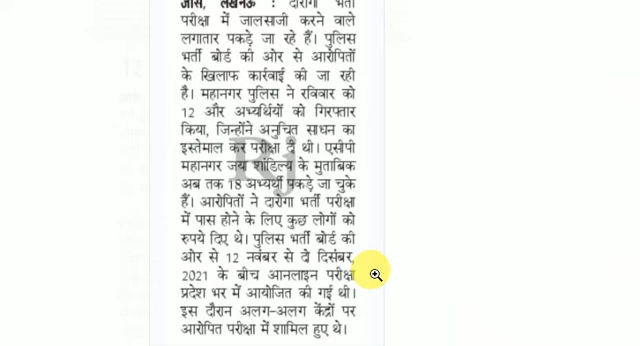 जासं, लखनऊ : दारोगा भर्ती
परीक्षा में जालसाजी करने वाले
लगातार पकड़े जा रहे हैं। पुलिस
भर्ती बोर्ड की ओर से आरोपितों
के खिलाफ कार्रवाई की जा रही
है। महानगर पुलिस ने रविवार को
12 और अभ्यर्थियों को गिरफ्तार
किया, जिन्होंने अनुचित साधन का
इस्तेमाल कर परीक्षा दी थी। एसीपी
महानगर जया शांडिल्य के मुताबिक
अब तक 18 अभ्यर्थी पकड़े जा चुके
हैं। आरोपितों ने दारोगा भर्ती परीक्षा
में पास होने के लिए कुछ लोगों को
रुपये दिए थे। पुलिस भर्ती बोर्ड की
ओर से 12 नवंबर से दो दिसंबर,
2021 के बीच आनलाइन परीक्षा
प्रदेश भर में आयोजित की गई थी।
इस दौरान अलग-अलग केंद्रों पर
आरोपित परीक्षा में शामिल हुए थे।
Rj